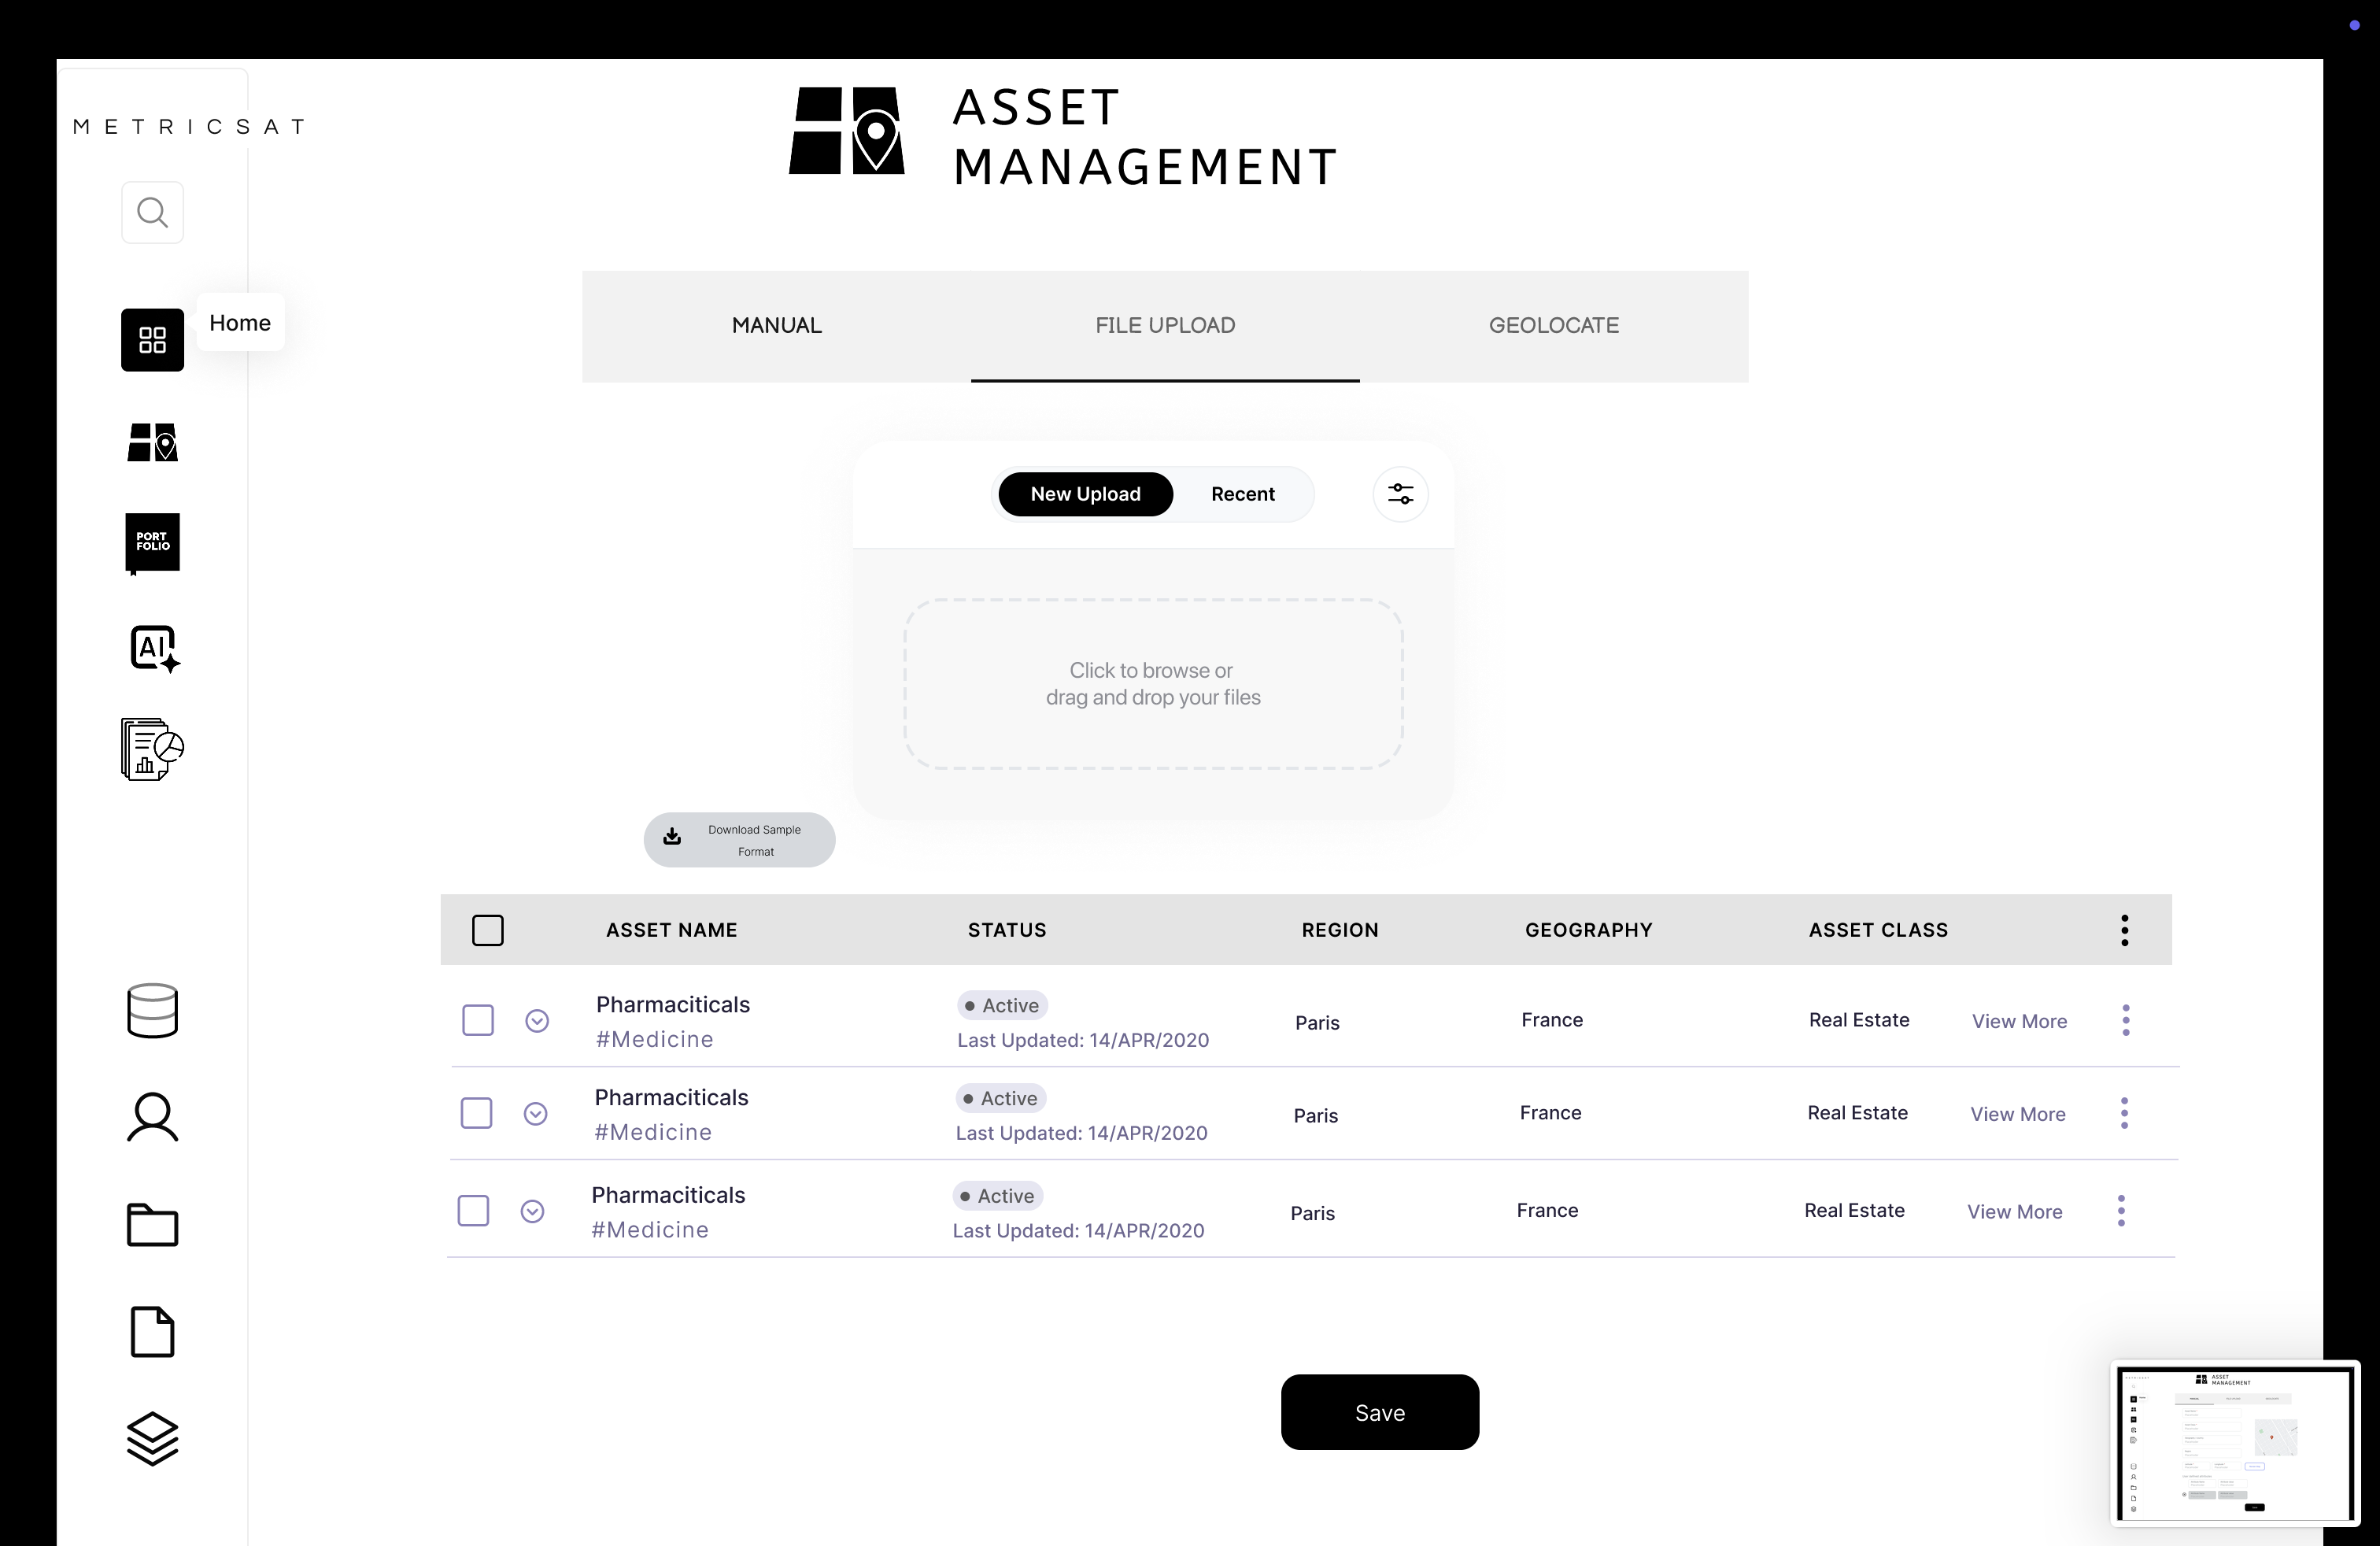 METRICSAT
ASSET
MANAGEMENT
Home
MANUAL
FILE UPLOAD
GEOLOCATE
PORT
FOLIO
AI
New Upload
Recent
Click to browse or
drag and drop your files
Download Sample
Format
ASSET NAME
STATUS
REGION
GEOGRAPHY
ASSET CLASS
Pharmaciticals
#Medicine
Active
Last Updated: 14/APR/2020
Paris
France
Real Estate
View More
Pharmaciticals
#Medicine
Active
Last Updated: 14/APR/2020
Paris
France
Real Estate
View More
Pharmaciticals
#Medicine
Active
Last Updated: 14/APR/2020
Paris
France
Real Estate
View More
Save
ASSET
MANAGEMENT